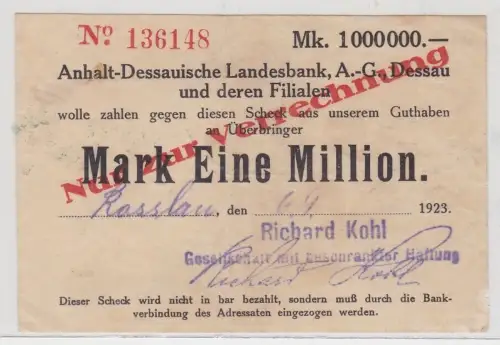 № 136148 Mk. 1000000.—
Anhalt-Dessauische Landesbank, A.-G., Dessau
und deren Filialen
wolle zahlen gegen diesen Scheck aus unserem Guthaben
an Überbringer
Nur zur Verrechnung
Mark Eine Million.
Rosslau, den 1923.
Richard Kohl
Gesellschaft mit beschränkter Haftung
Richard Kohl
Dieser Scheck wird nicht in bar bezahlt, sondern muß durch die Bank-
verbindung des Adressaten eingezogen werden.